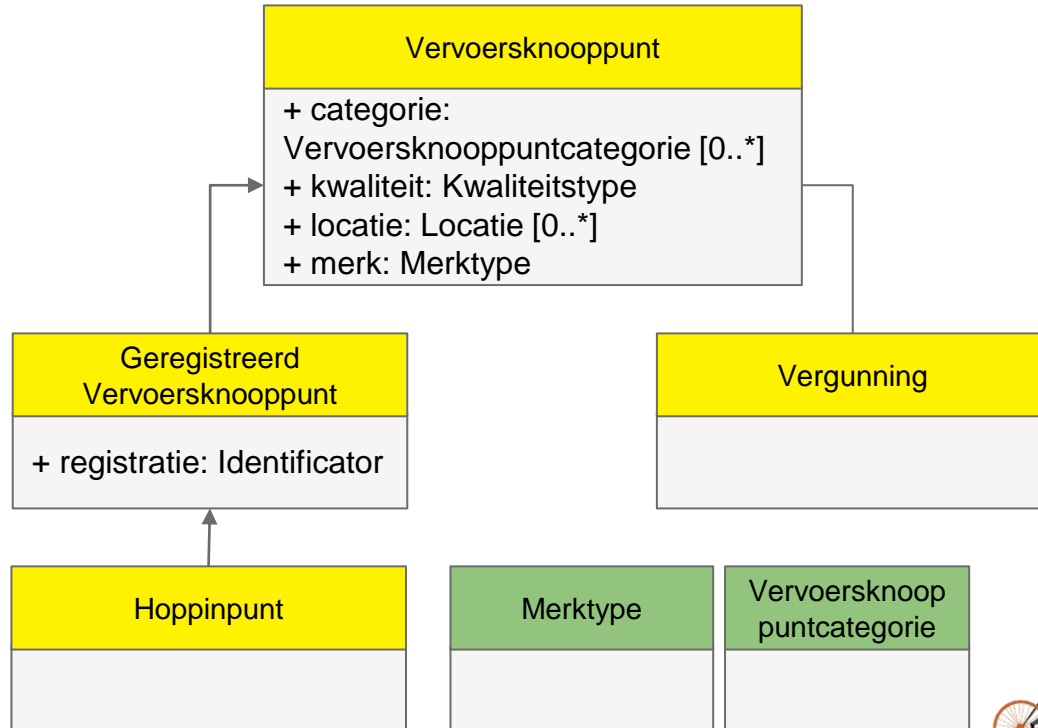 Vervoersknooppunt
+ categorie:
Vervoersknooppuntcategorie [0..*]
+ kwaliteit: Kwaliteitstype
+ locatie: Locatie [0..*]
+ merk: Merktype
Geregistreerd
Vervoersknooppunt
+ registratie: Identificator
Vergunning
Hoppinpunt
Merktype
Vervoersknoop
puntcategorie